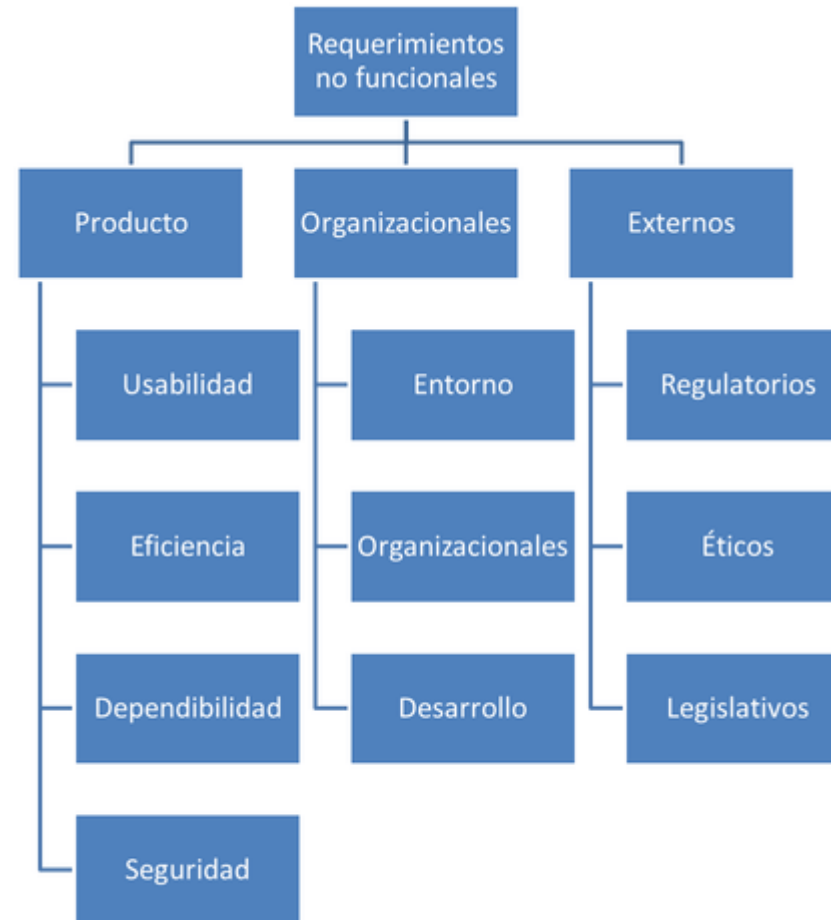 Requerimientos
no funcionales
Producto
Organizacionales
Externos
Usabilidad
Entorno
Regulatorios
Eficiencia
Organizacionales
Éticos
Dependibilidad
Desarrollo
Legislativos
Seguridad